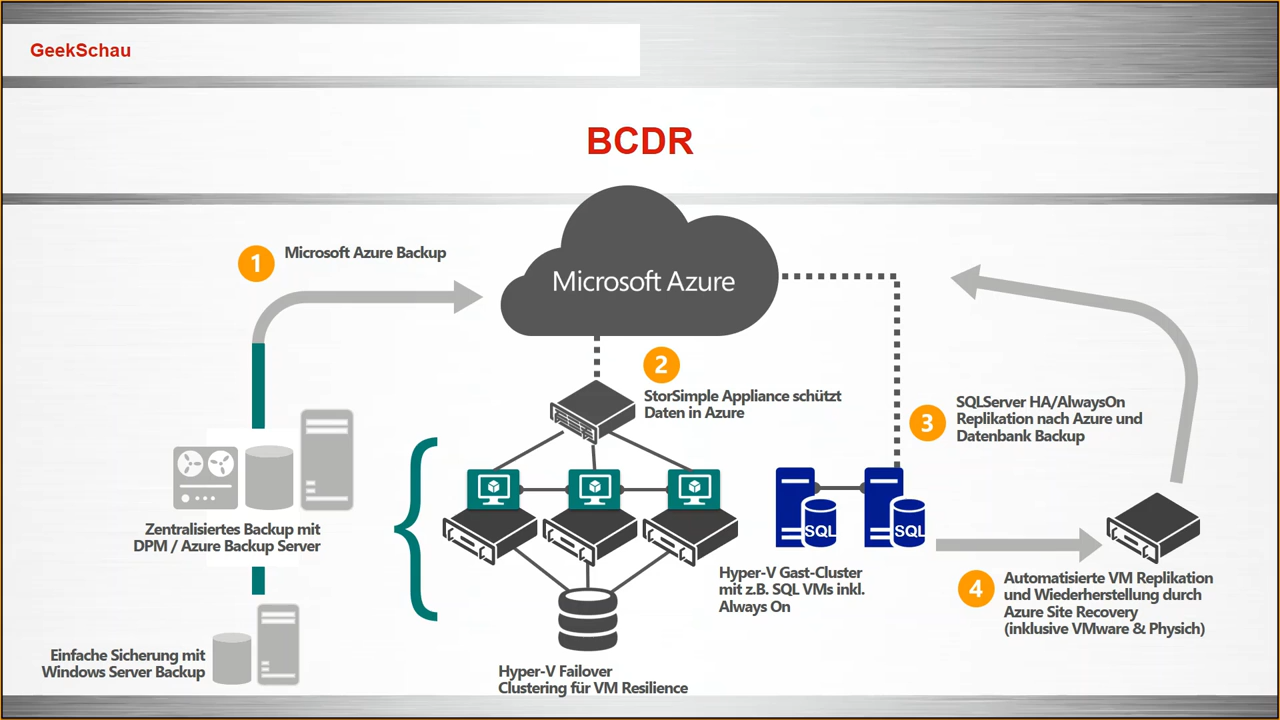 GeekSchau
BCDR
1
Microsoft Azure Backup
Microsoft Azure
2
StorSimple Appliance schützt
Daten in Azure
3
SQLServer HA/AlwaysOn
Replikation nach Azure und
Datenbank Backup
Zentralisiertes Backup mit
DPM / Azure Backup Server
SQL
SQL
Hyper-V Gast-Cluster
mit z.B. SQL VMs inkl.
Always On
4
Automatisierte VM Replikation
und Wiederherstellung durch
Azure Site Recovery
(inklusive VMware & Physich)
Einfache Sicherung mit
Windows Server Backup
Hyper-V Failover
Clustering für VM Resilience